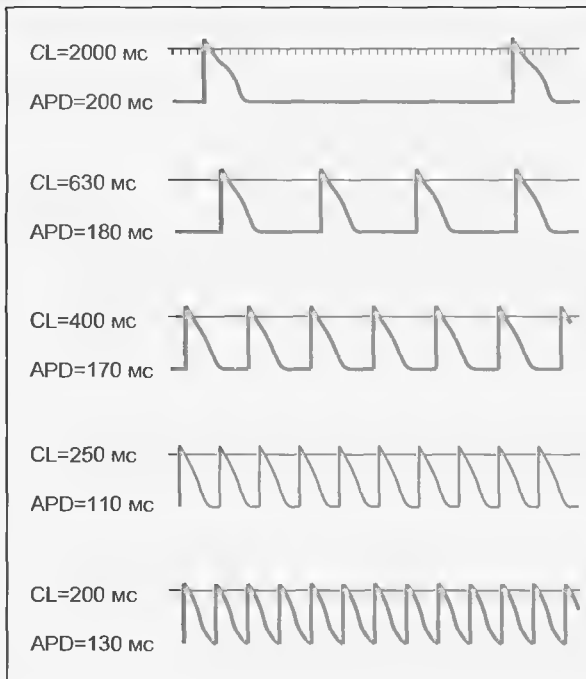 CL=2000 мс
APD=200 мс
CL=630 мс
APD=180 мс
CL=400 мс
APD=170 мс
CL=250 мс
APD=110 мс
CL=200 мс
APD=130 мс